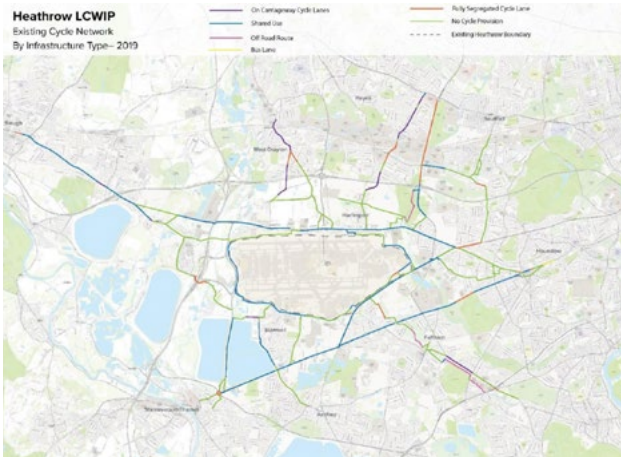 Heathrow LCWIP
Existing Cycle Network
By Infrastructure Type– 2019
On Carriageway Cycle Lanes
Shared Use
Off Road Route
Bus Lane
Fully Segregated Cycle Lane
No Cycle Provision
Existing Heathrow Boundary
Hayes
Slough
Southall
West Drayton
Harlington
Hounslow
Stanwell
Feltham
Ashford